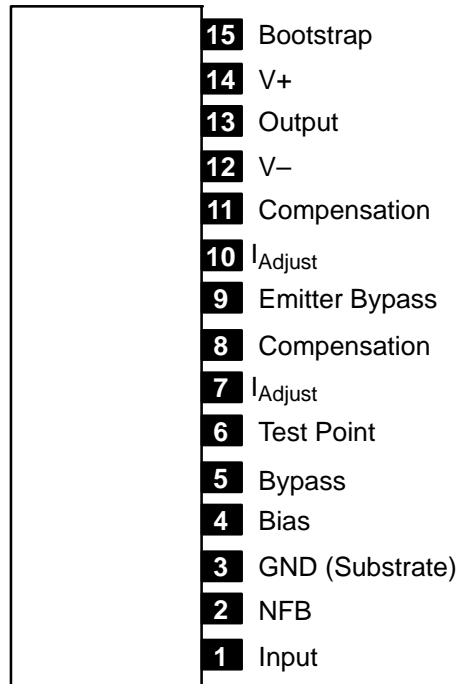 15 Bootstrap
14 V+
13 Output
12 V–
11 Compensation
10 IAdjust
9 Emitter Bypass
8 Compensation
7 IAdjust
6 Test Point
5 Bypass
4 Bias
3 GND (Substrate)
2 NFB
1 Input